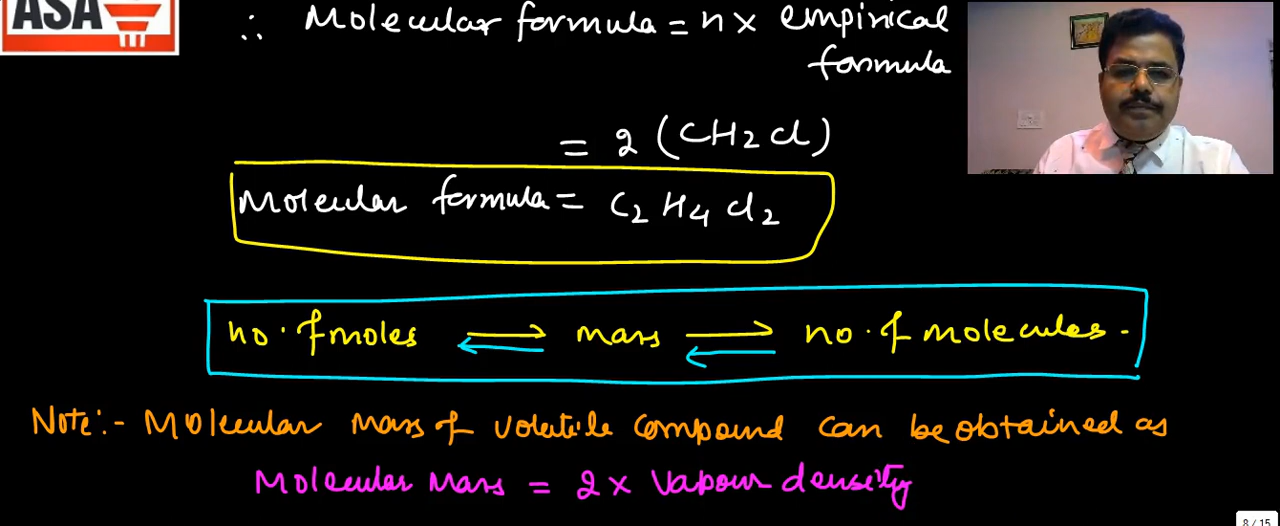 ASA
∴ Molecular formula = n × empirical
formula
= 2 (CH2Cl)
Molecular formula = C2H4Cl2
no. of moles ⇌ mass ⇌ no. of molecules.
Note:- Molecular Mass of volatile compound can be obtained as
Molecular Mass = 2 × Vapour density
8 / 15